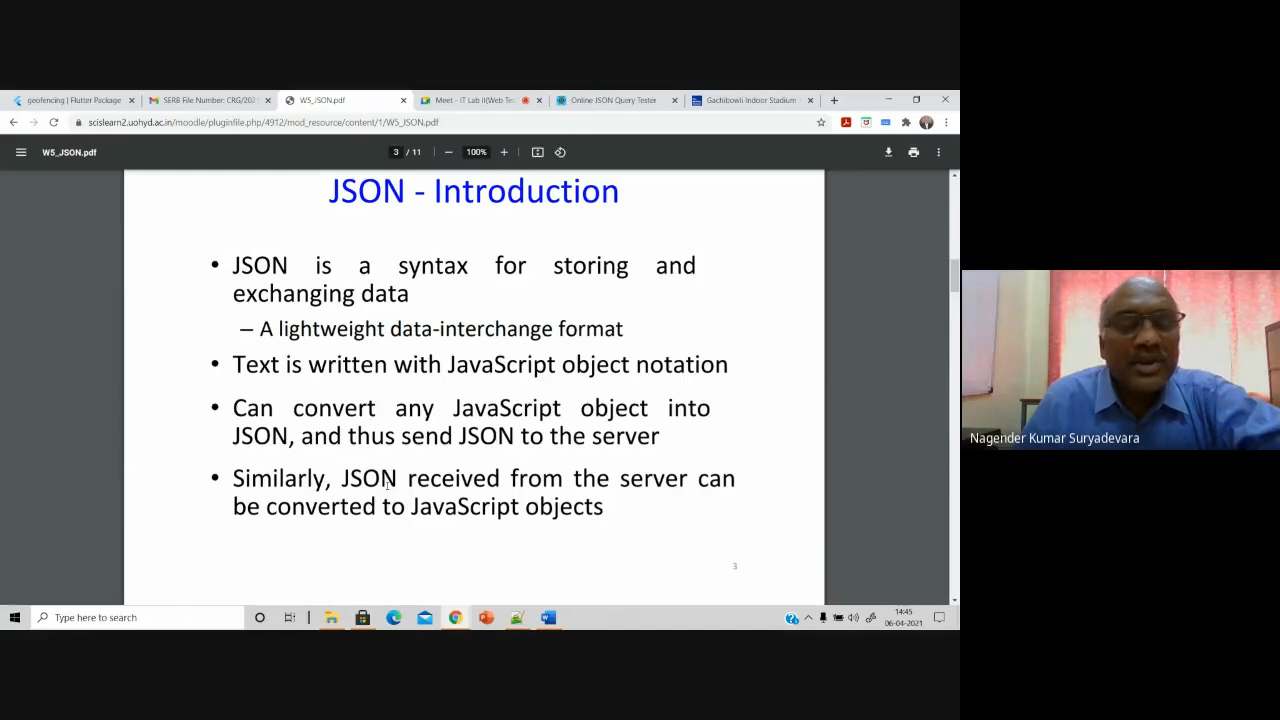 geofencing | Flutter Package
SERB File Number: CRG/202
W5_JSON.pdf
Meet - IT Lab II(Web Te
Online JSON Query Tester
Gachibowli Indoor Stadium
scislearn2.uohyd.ac.in/moodle/pluginfile.php/4912/mod_resource/content/1/W5_JSON.pdf
W5_JSON.pdf
3 / 11
100%
JSON - Introduction
• JSON is a syntax for storing and
exchanging data
– A lightweight data-interchange format
• Text is written with JavaScript object notation
• Can convert any JavaScript object into
JSON, and thus send JSON to the server
• Similarly, JSON received from the server can
be converted to JavaScript objects
3
Nagender Kumar Suryadevara
Type here to search
14:45
06-04-2021